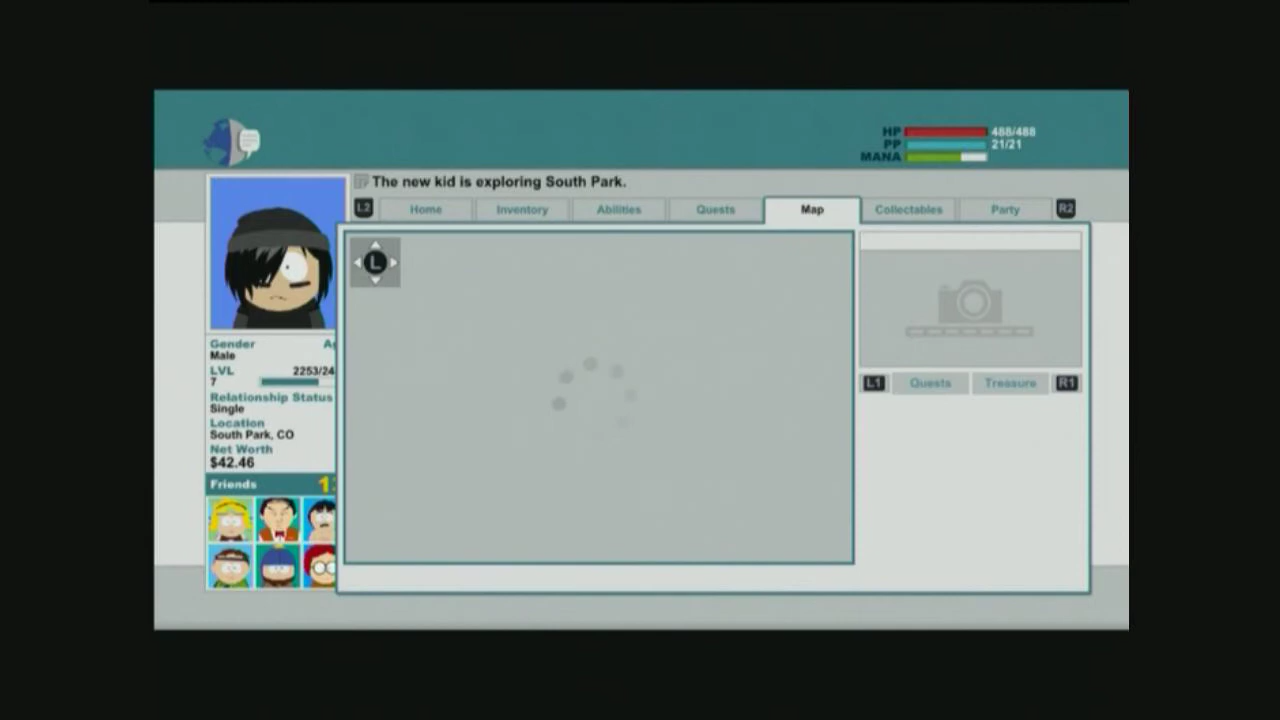 HP 488/488
PP 21/21
MANA
The new kid is exploring South Park.
L2 Home Inventory Abilities Quests Map Collectables Party R2
L
Gender
Male
LVL 2253/24
7
Relationship Status
Single
Location
South Park, CO
Net Worth
$42.46
Friends
L1 Quests Treasure R1